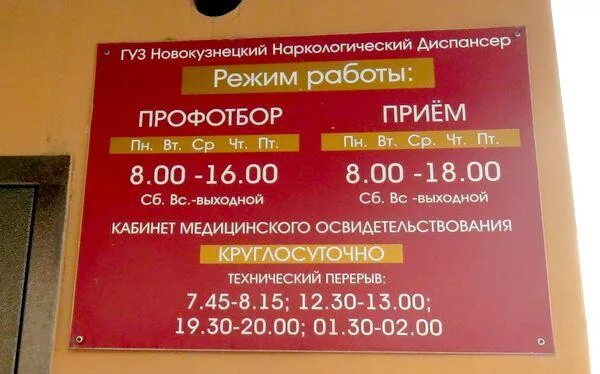 ГУЗ Новокузнецкий Наркологический Диспансер
Режим работы:
ПРОФОТБОР
Пн. Вт. Ср Чт. Пт.
8.00 -16.00
Сб. Вс.-выходной
ПРИЁМ
Пн. Вт. Ср. Чт. Пт.
8.00 -18.00
Сб. Вс -выходной
КАБИНЕТ МЕДИЦИНСКОГО ОСВИДЕТЕЛЬСТВОВАНИЯ
КРУГЛОСУТОЧНО
ТЕХНИЧЕСКИЙ ПЕРЕРЫВ:
7.45-8.15; 12.30-13.00;
19.30-20.00; 01.30-02.00